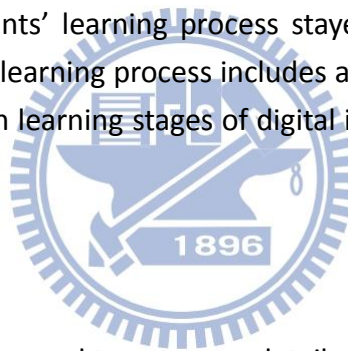 nts' learning process staye
learning process includes a
n learning stages of digital i
E S
1896